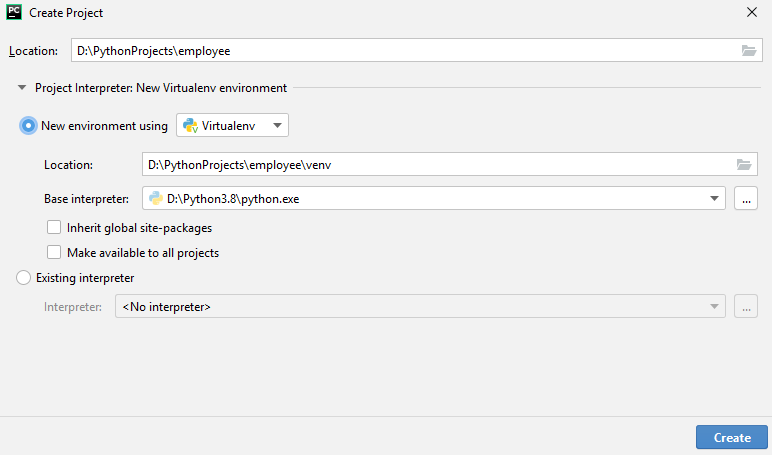 PC Create Project
Location: D:\PythonProjects\employee
Project Interpreter: New Virtualenv environment
New environment using Virtualenv
Location: D:\PythonProjects\employee\venv
Base interpreter: D:\Python3.8\python.exe ...
Inherit global site-packages
Make available to all projects
Existing interpreter
Interpreter: <No interpreter> ...
Create